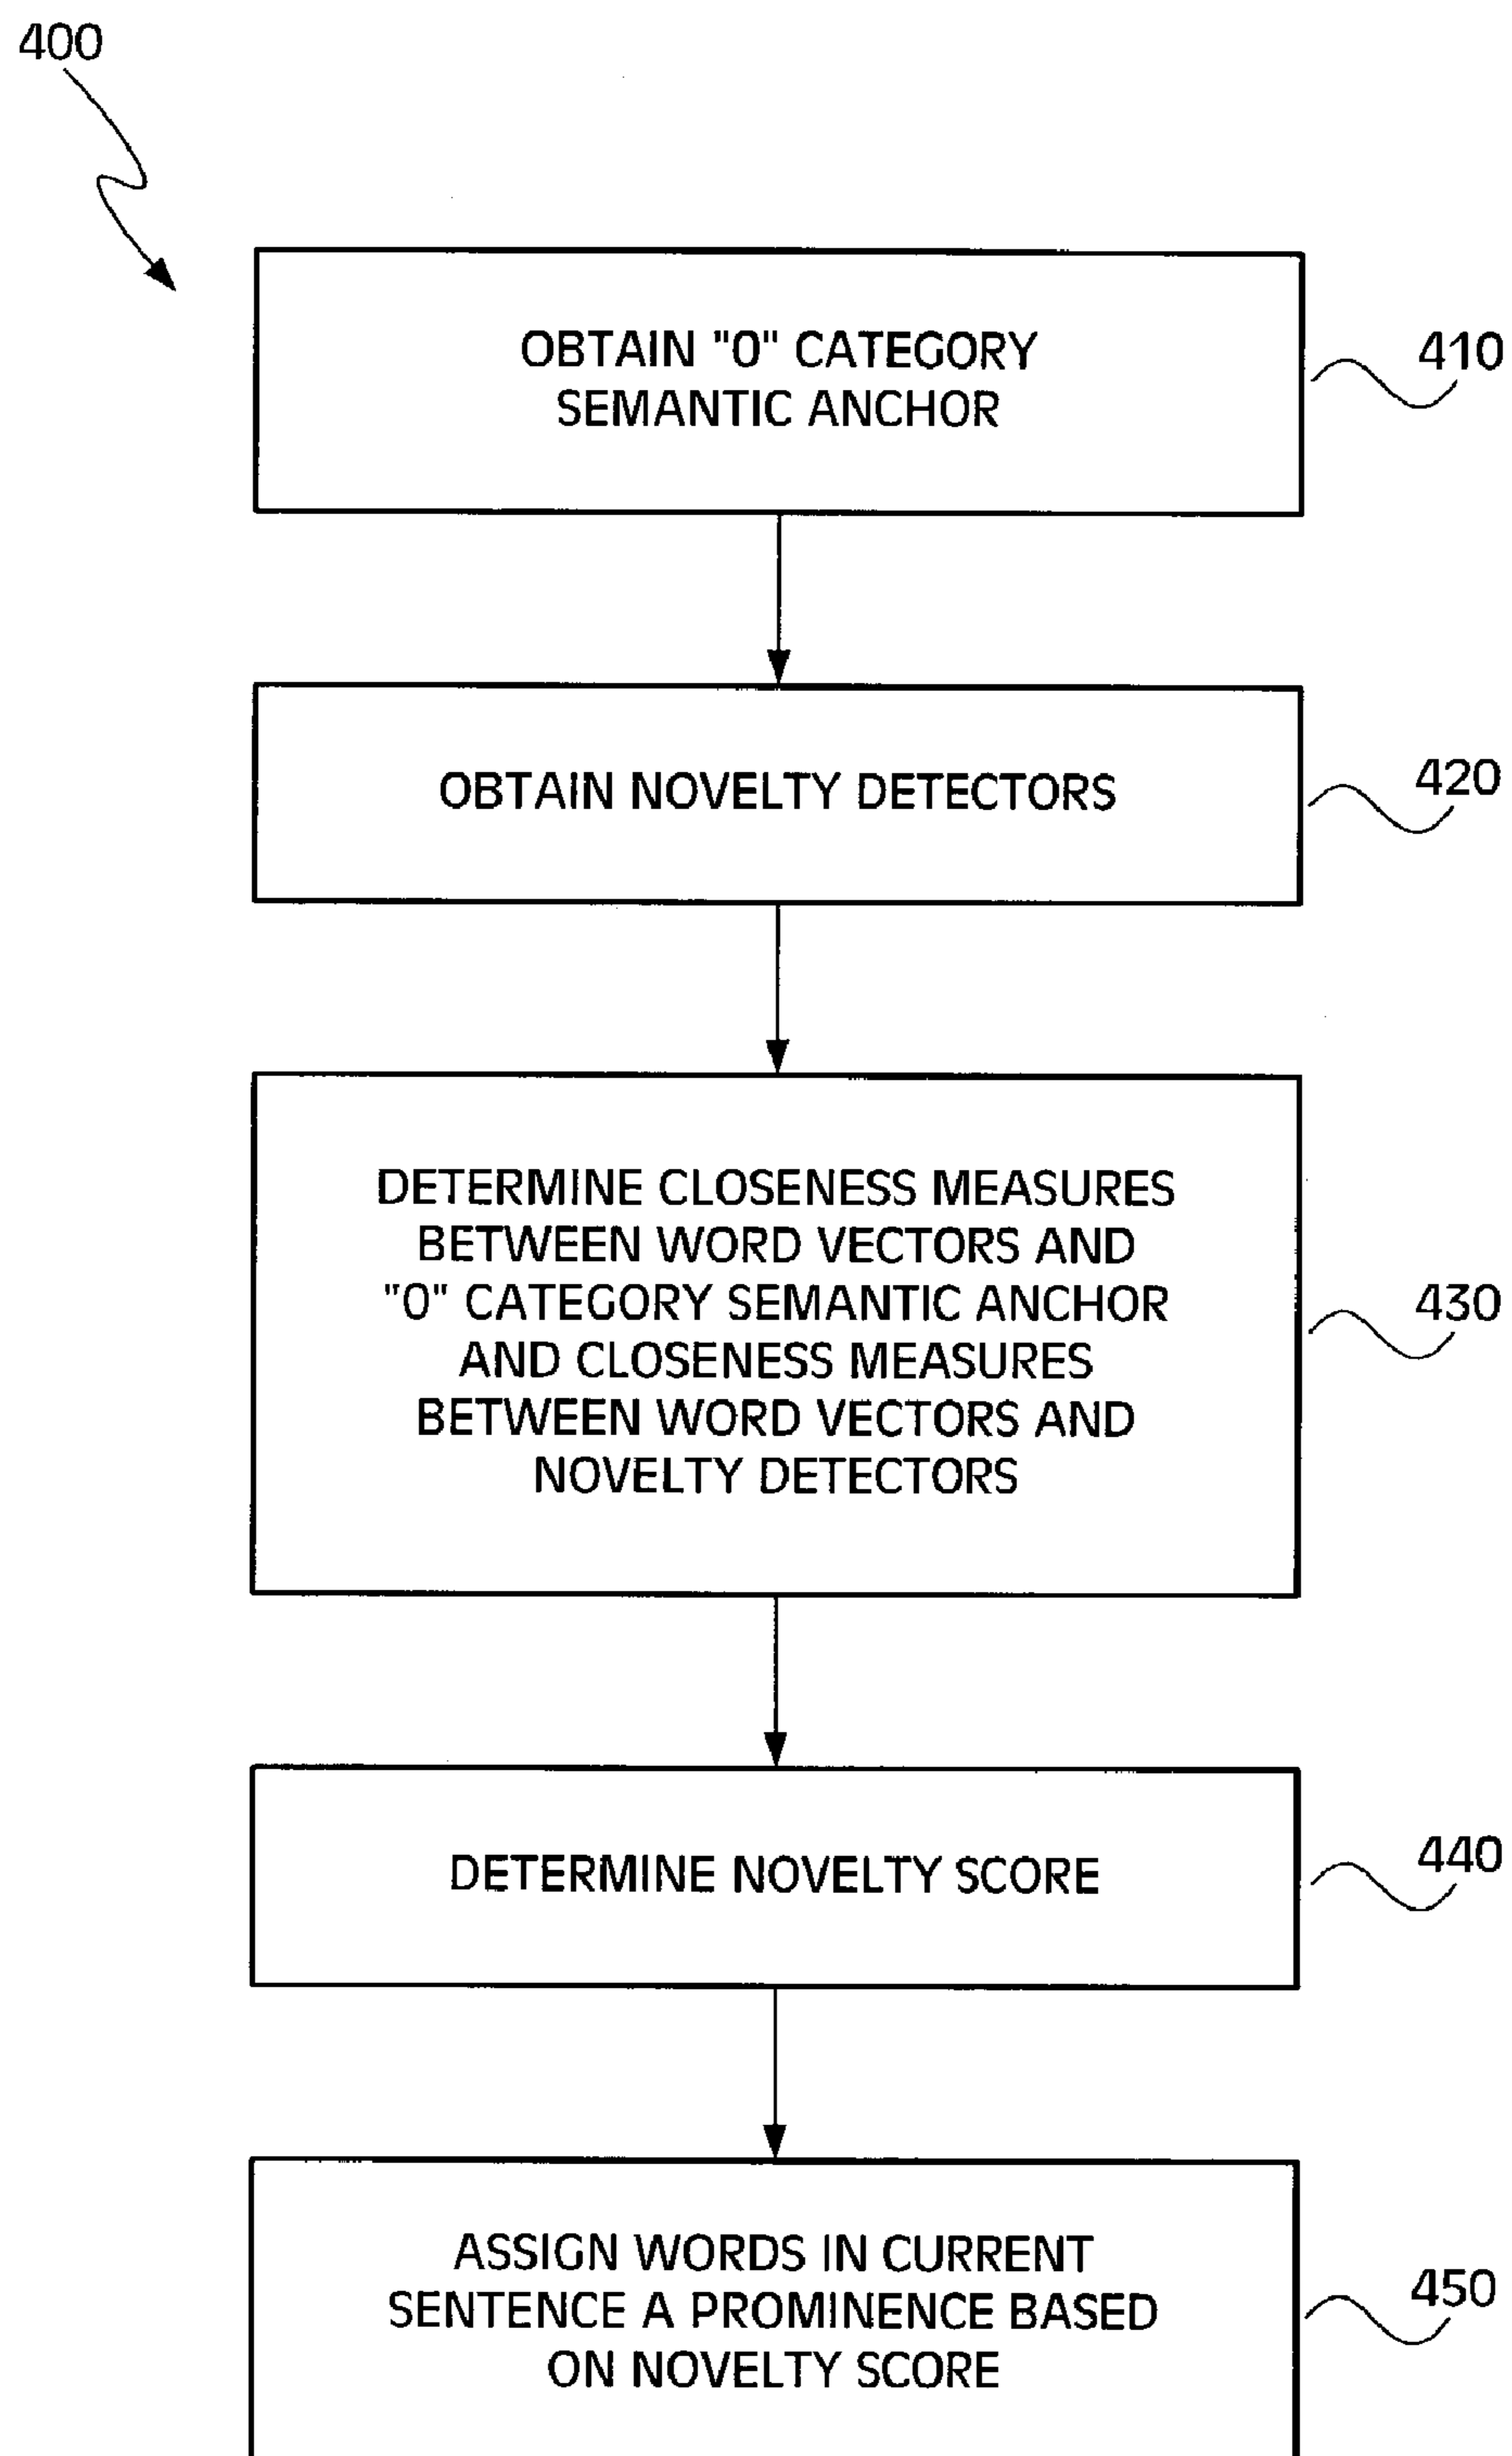 400
OBTAIN "0" CATEGORY
SEMANTIC ANCHOR
410
OBTAIN NOVELTY DETECTORS
420
DETERMINE CLOSENESS MEASURES
BETWEEN WORD VECTORS AND
"0" CATEGORY SEMANTIC ANCHOR
AND CLOSENESS MEASURES
BETWEEN WORD VECTORS AND
NOVELTY DETECTORS
430
DETERMINE NOVELTY SCORE
440
ASSIGN WORDS IN CURRENT
SENTENCE A PROMINENCE BASED
ON NOVELTY SCORE
450